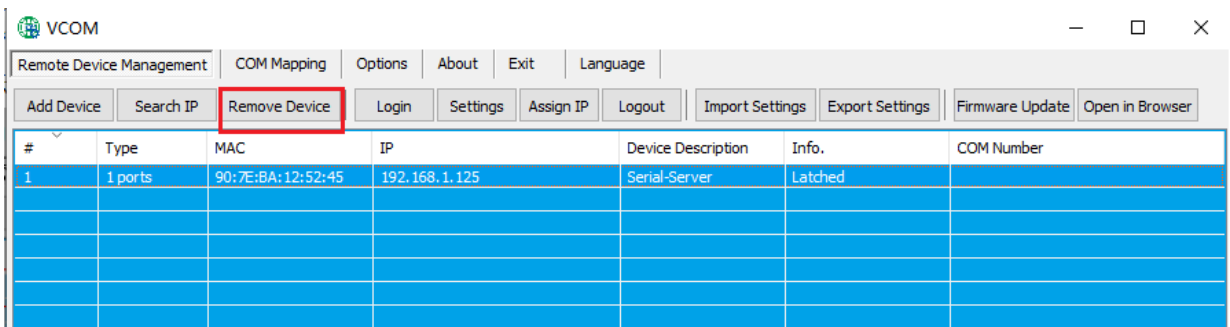 VCOM
Remote Device Management COM Mapping Options About Exit Language
Add Device Search IP Remove Device Login Settings Assign IP Logout Import Settings Export Settings Firmware Update Open in Browser
# Type MAC IP Device Description Info. COM Number
1 1 ports 90:7E:BA:12:52:45 192.168.1.125 Serial-Server Latched